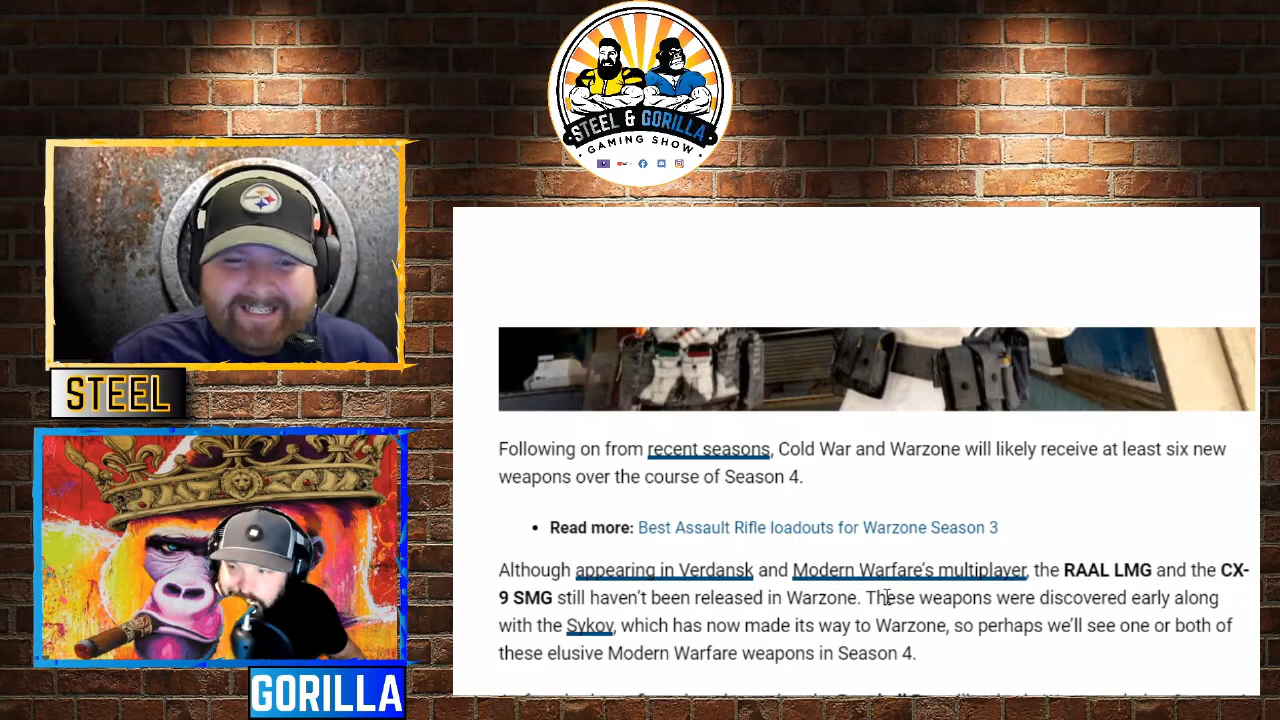 STEEL & GORILLA
GAMING SHOW
STEEL
GORILLA
Following on from recent seasons, Cold War and Warzone will likely receive at least six new
weapons over the course of Season 4.
• Read more: Best Assault Rifle loadouts for Warzone Season 3
Although appearing in Verdansk and Modern Warfare's multiplayer, the RAAL LMG and the CX-
9 SMG still haven't been released in Warzone. These weapons were discovered early along
with the Sykov, which has now made its way to Warzone, so perhaps we'll see one or both of
these elusive Modern Warfare weapons in Season 4.